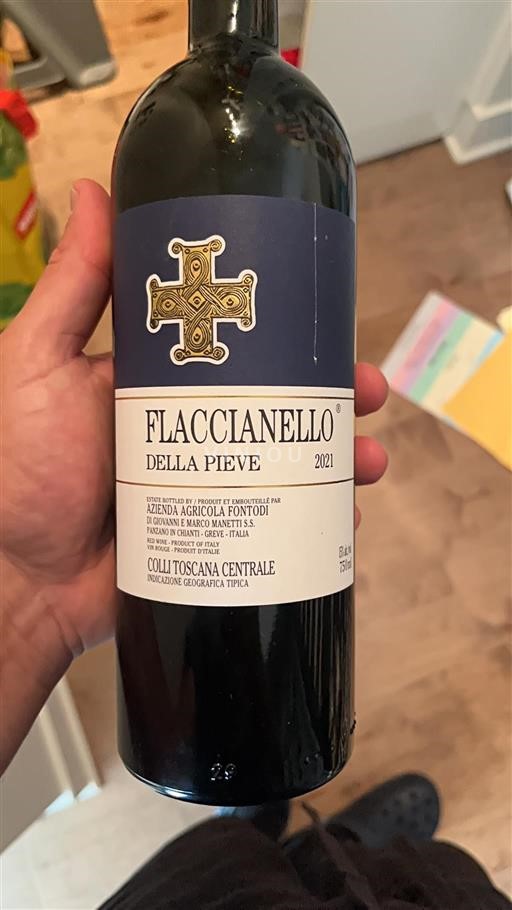 FLACCIANELLO®
DELLA PIEVE 2021
ESTATE BOTTLED BY / PRODUIT ET EMBOUTEILLÉ PAR
AZIENDA AGRICOLA FONTODI
DI GIOVANNI E MARCO MANETTI S.S.
PANZANO IN CHIANTI - GREVE - ITALIA
RED WINE - PRODUCT OF ITALY
VIN ROUGE - PRODUIT D'ITALIE
COLLI TOSCANA CENTRALE
INDICAZIONE GEOGRAFICA TIPICA
750 ml
29